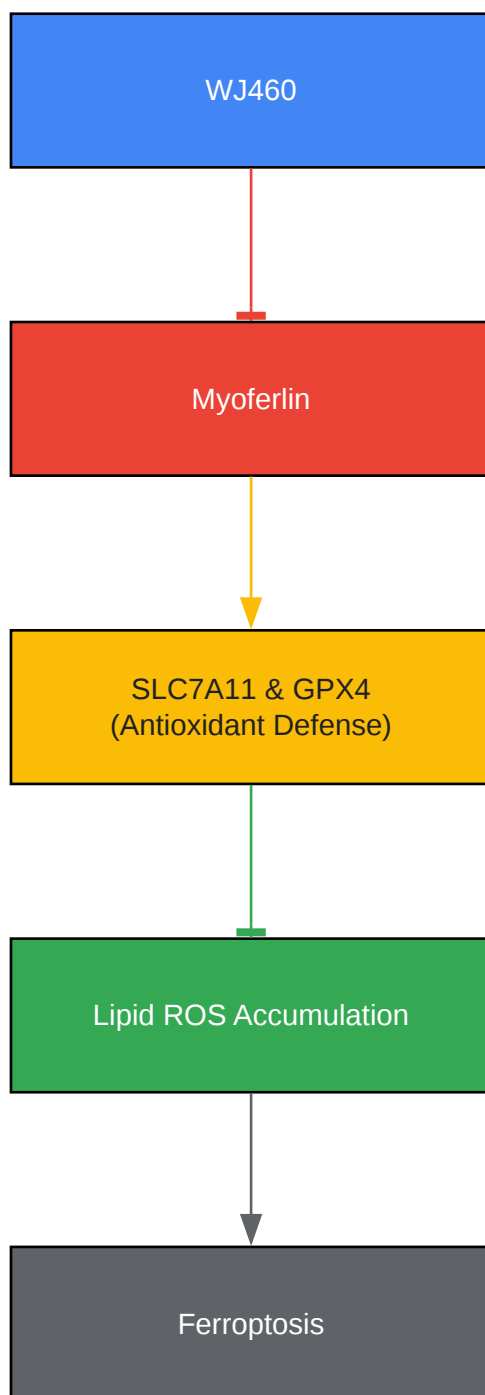 WJ460
Myoferlin
SLC7A11 & GPX4
(Antioxidant Defense)
Lipid ROS Accumulation
Ferroptosis